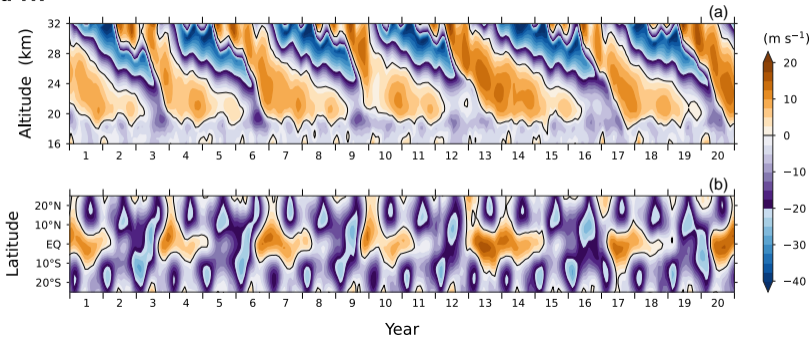 (a)
(m s⁻¹)
32
28
24
20
16
Altitude (km)
1 2 3 4 5 6 7 8 9 10 11 12 13 14 15 16 17 18 19 20
20
10
0
−10
−20
−30
−40
(b)
20°N
10°N
EQ
10°S
20°S
Latitude
1 2 3 4 5 6 7 8 9 10 11 12 13 14 15 16 17 18 19 20
Year